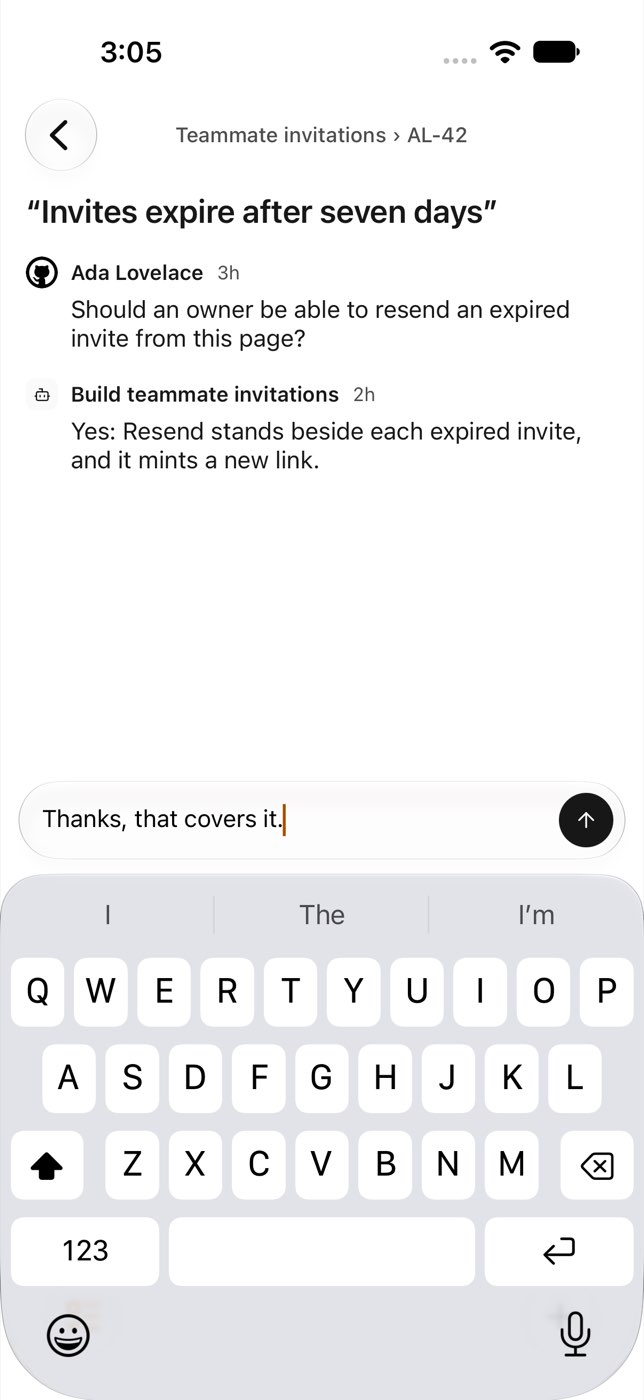 3:05
Teammate invitations › AL-42
“Invites expire after seven days”
Ada Lovelace 3h
Should an owner be able to resend an expired
invite from this page?
Build teammate invitations 2h
Yes: Resend stands beside each expired invite,
and it mints a new link.
Thanks, that covers it.
I The I’m
Q W E R T Y U I O P
A S D F G H J K L
Z X C V B N M
123